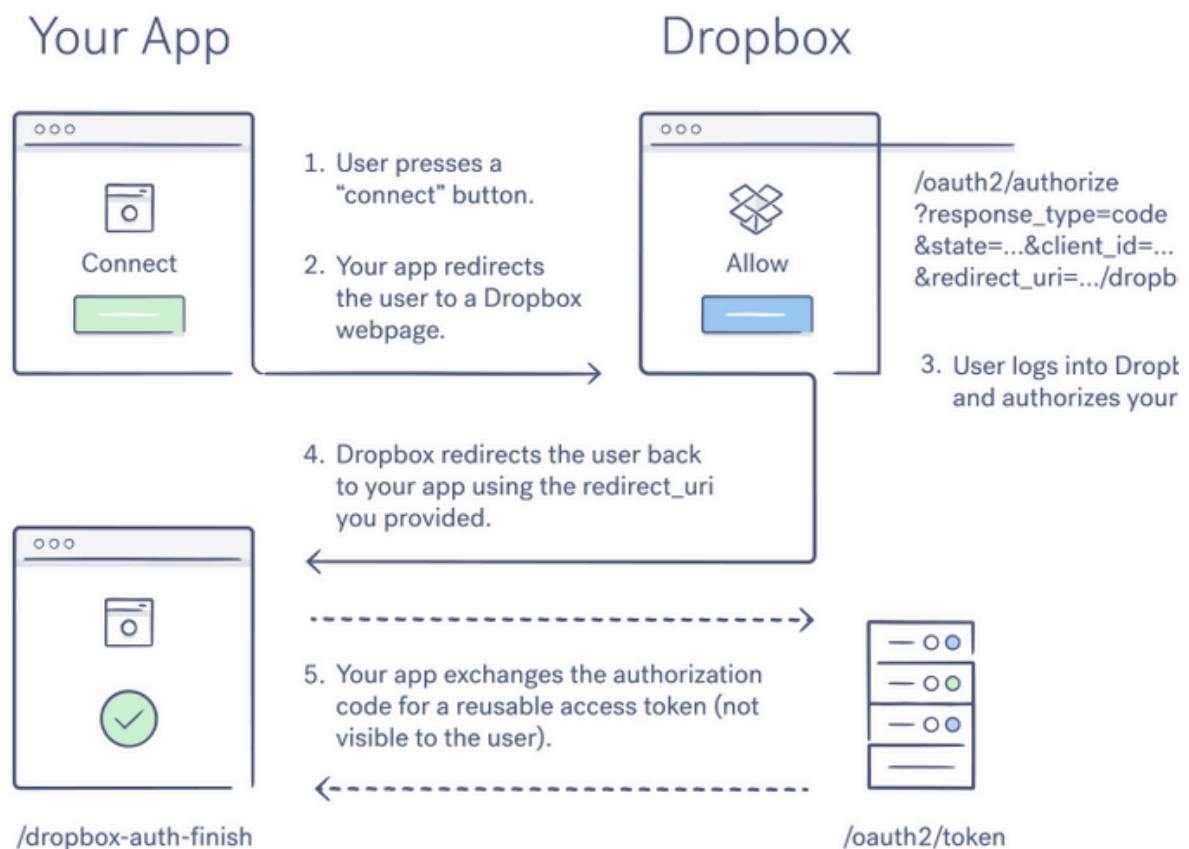 Your App
Dropbox
1. User presses a
“connect” button.
Connect
2. Your app redirects
the user to a Dropbox
webpage.
Allow
/oauth2/authorize
?response_type=code
&state=...&client_id=...
&redirect_uri=.../dropb
3. User logs into Dropb
and authorizes your
4. Dropbox redirects the user back
to your app using the redirect_uri
you provided.
5. Your app exchanges the authorization
code for a reusable access token (not
visible to the user).
/dropbox-auth-finish
/oauth2/token